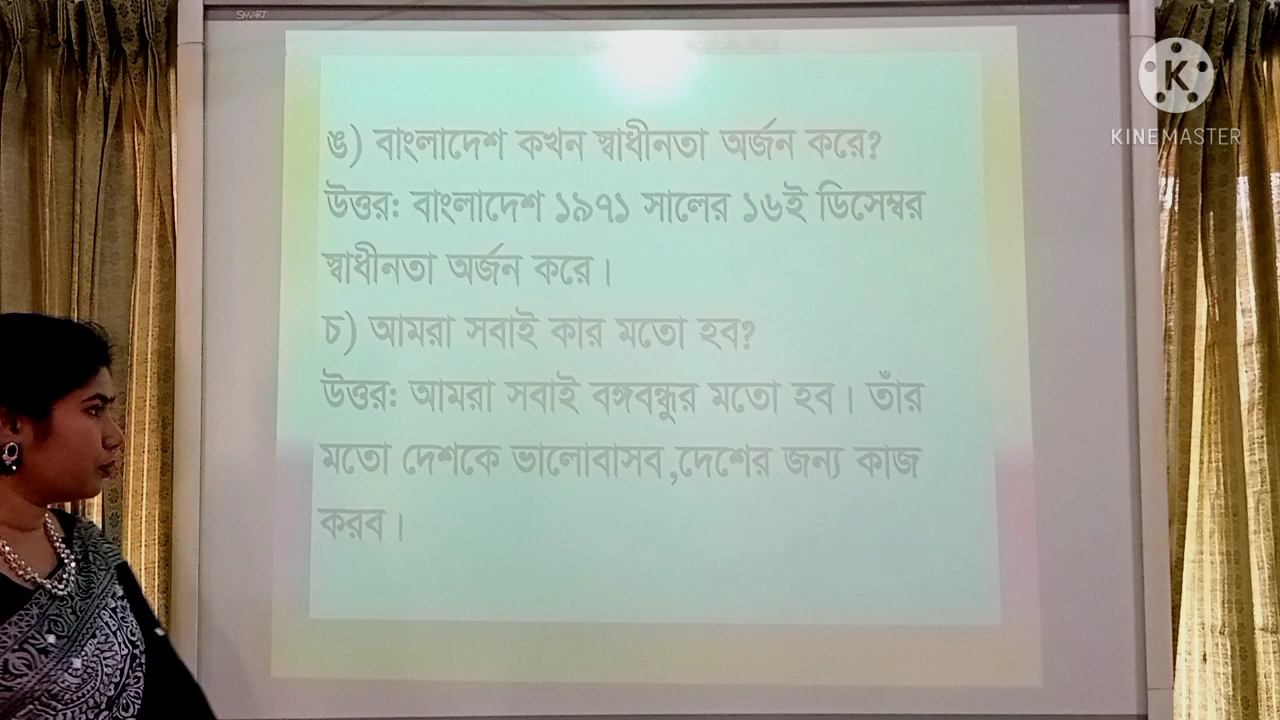 SMART
ঙ) বাংলাদেশ কখন স্বাধীনতা অর্জন করে?
উত্তরঃ বাংলাদেশ ১৯৭১ সালের ১৬ই ডিসেম্বর
স্বাধীনতা অর্জন করে।
চ) আমরা সবাই কার মতো হব?
উত্তরঃ আমরা সবাই বঙ্গবন্ধুর মতো হব। তাঁর
মতো দেশকে ভালোবাসব,দেশের জন্য কাজ
করব।
K
KINEMASTER